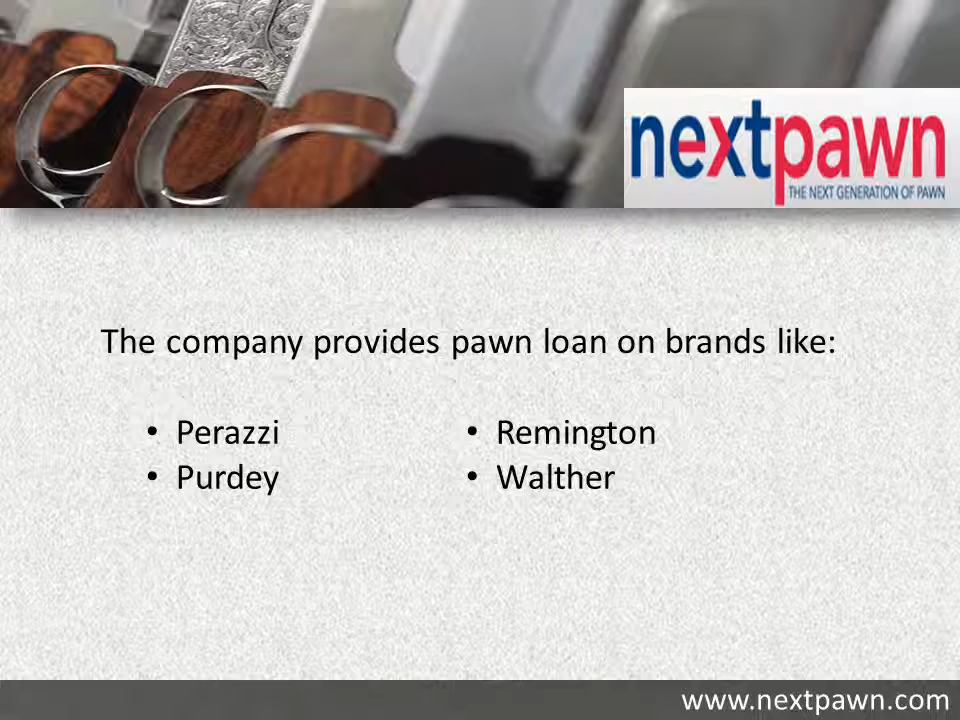 nextpawn
THE NEXT GENERATION OF PAWN
The company provides pawn loan on brands like:
• Perazzi
• Purdey
• Remington
• Walther
www.nextpawn.com